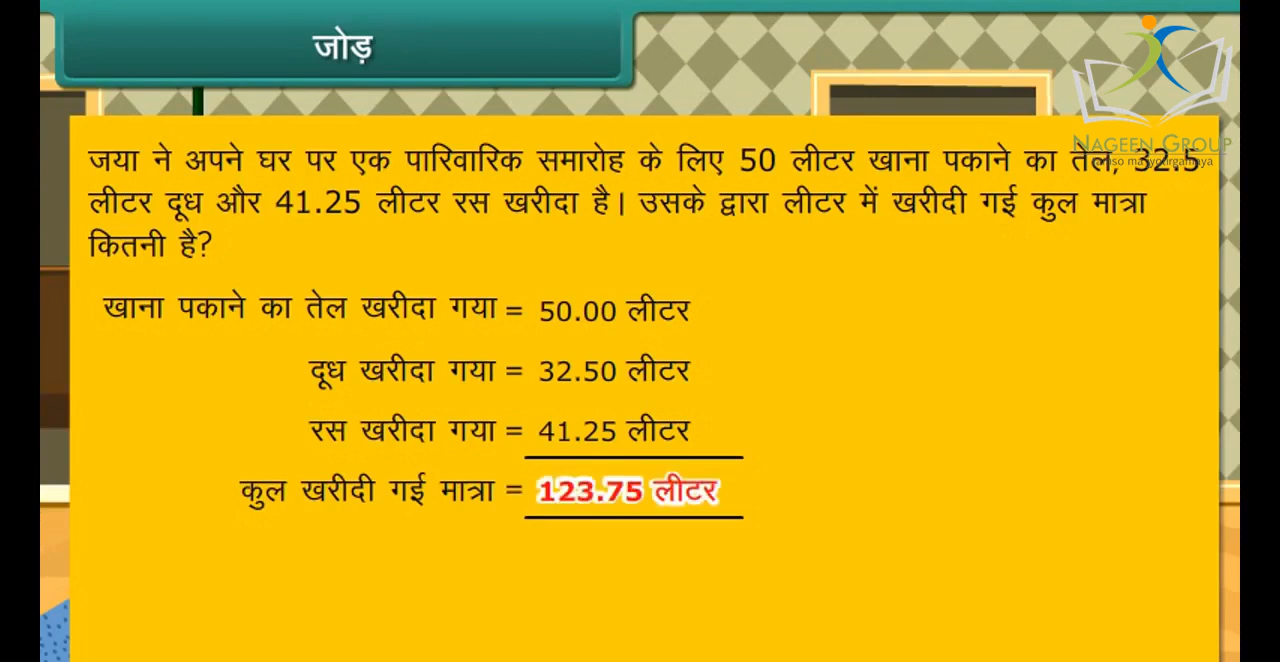 जोड़
NAGEEN GROUP
जया ने अपने घर पर एक पारिवारिक समारोह के लिए 50 लीटर खाना पकाने का तेल, 32.5
लीटर दूध और 41.25 लीटर रस खरीदा है। उसके द्वारा लीटर में खरीदी गई कुल मात्रा
कितनी है?
खाना पकाने का तेल खरीदा गया = 50.00 लीटर
दूध खरीदा गया = 32.50 लीटर
रस खरीदा गया = 41.25 लीटर
कुल खरीदी गई मात्रा = 123.75 लीटर